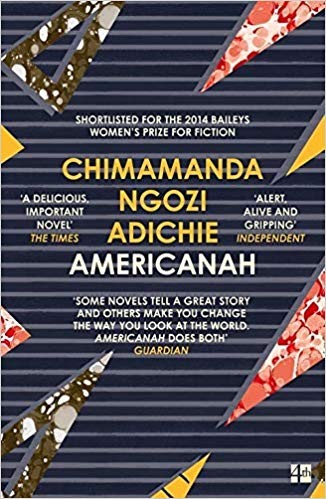 SHORTLISTED FOR THE 2014 BAILEYS
WOMEN'S PRIZE FOR FICTION
CHIMAMANDA
NGOZI
ADICHIE
AMERICANAH
'A DELICIOUS,
IMPORTANT
NOVEL'
THE TIMES
'ALERT,
ALIVE AND
GRIPPING'
INDEPENDENT
'SOME NOVELS TELL A GREAT STORY
AND OTHERS MAKE YOU CHANGE
THE WAY YOU LOOK AT THE WORLD.
AMERICANAH DOES BOTH'
GUARDIAN
4th